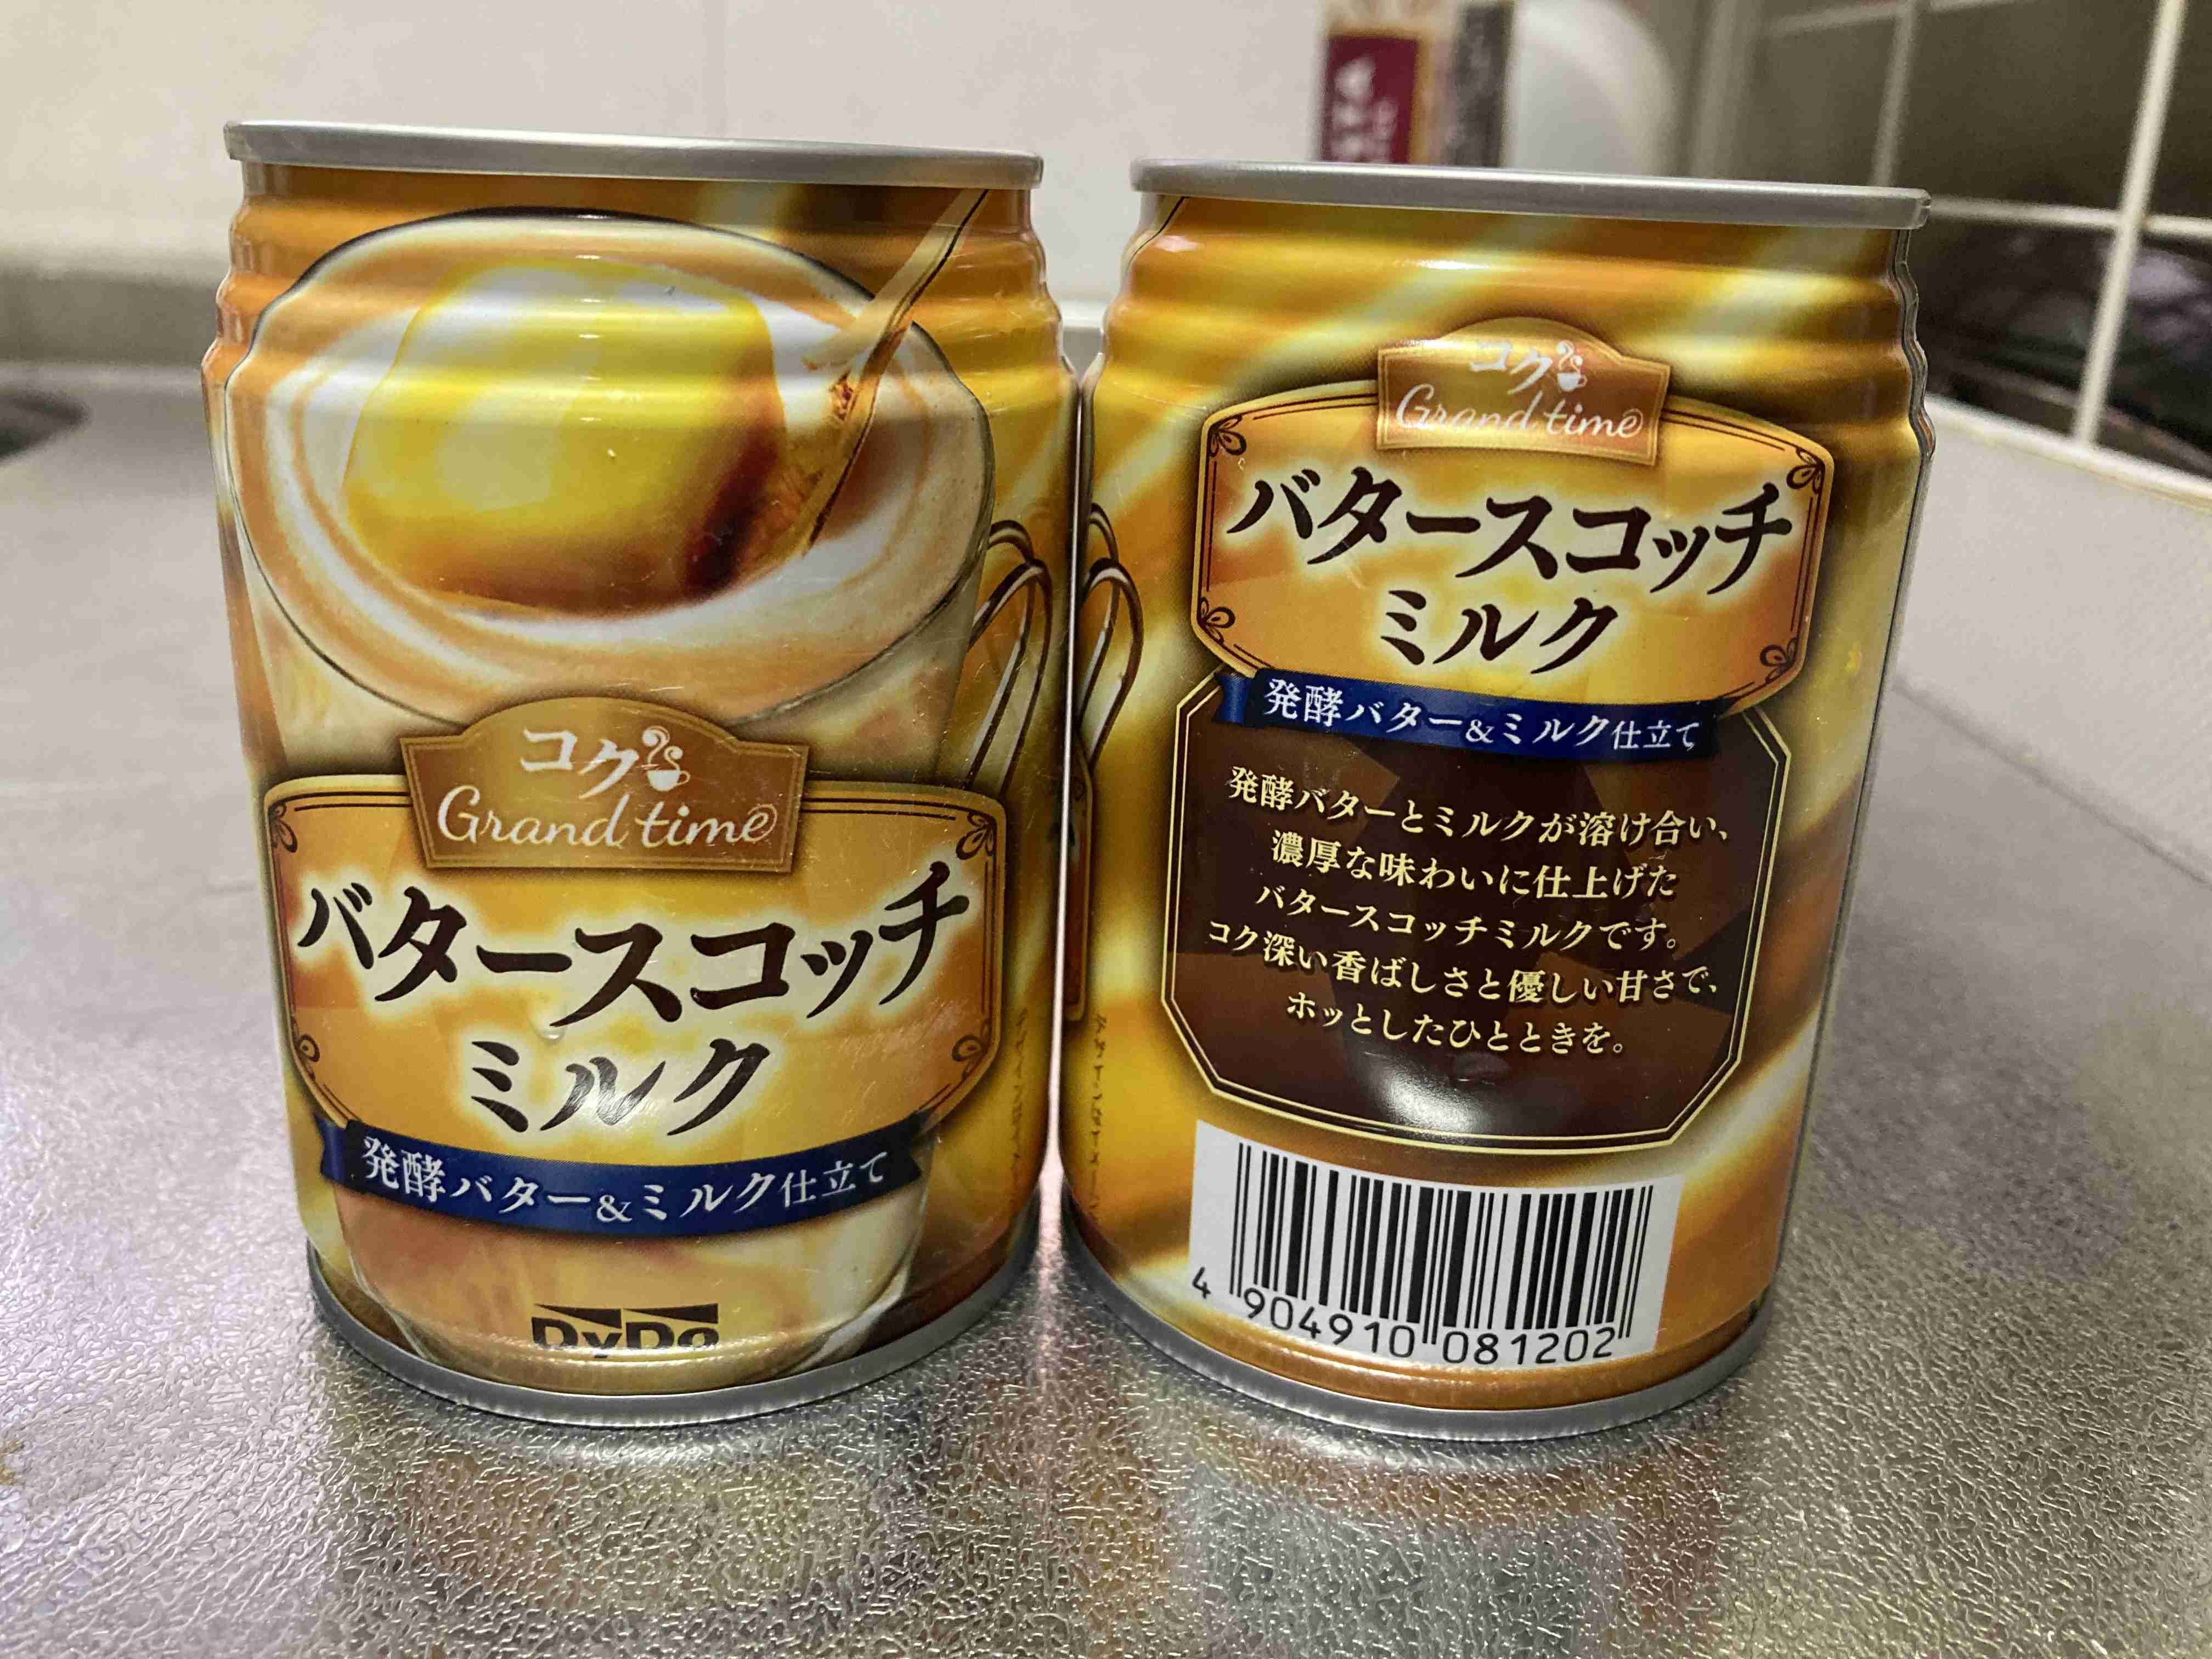 コク
Grand time
バタースコッチ
ミルク
発酵バター&ミルク仕立て
DyDo
コク
Grand time
バタースコッチ
ミルク
発酵バター&ミルク仕立て
発酵バターとミルクが溶け合い、
濃厚な味わいに仕上げた
バタースコッチミルクです。
コク深い香ばしさと優しい甘さで、
ホッとしたひとときを。
4 904910 081202